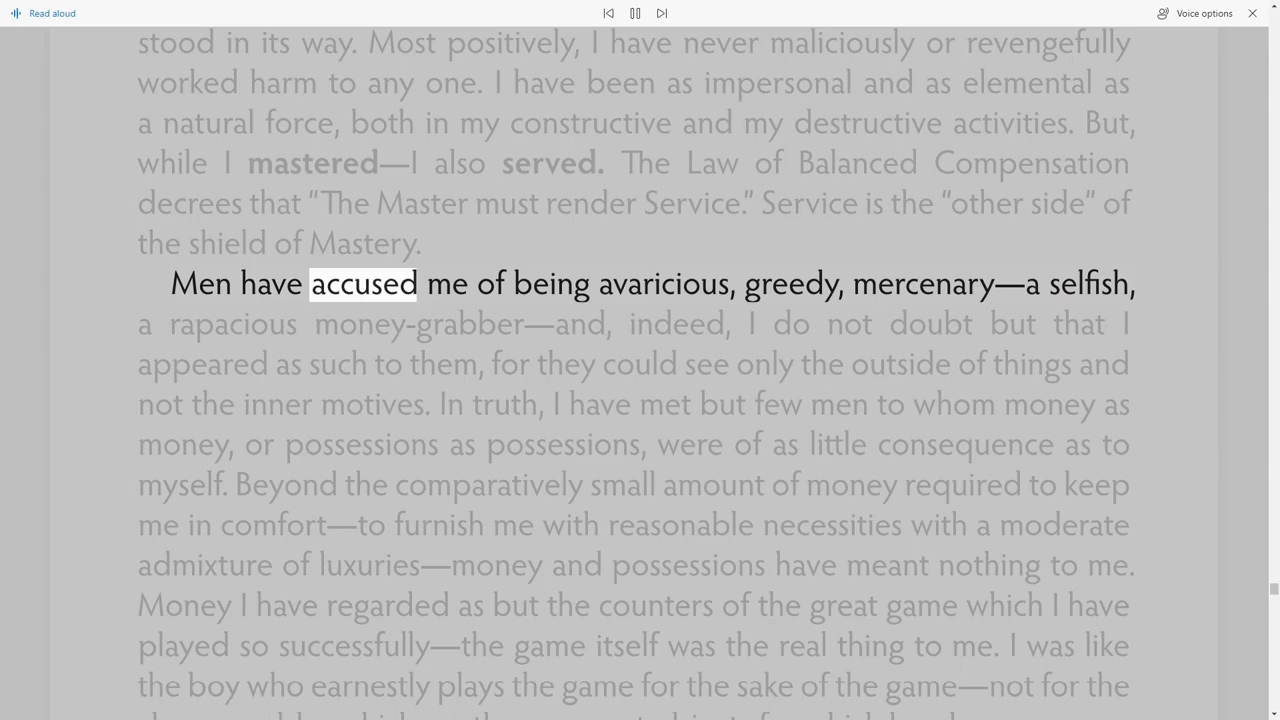 Read aloud
Voice options
stood in its way. Most positively, I have never maliciously or revengefully
worked harm to any one. I have been as impersonal and as elemental as
a natural force, both in my constructive and my destructive activities. But,
while I mastered—I also served. The Law of Balanced Compensation
decrees that “The Master must render Service.” Service is the “other side” of
the shield of Mastery.
Men have accused me of being avaricious, greedy, mercenary—a selfish,
a rapacious money-grabber—and, indeed, I do not doubt but that I
appeared as such to them, for they could see only the outside of things and
not the inner motives. In truth, I have met but few men to whom money as
money, or possessions as possessions, were of as little consequence as to
myself. Beyond the comparatively small amount of money required to keep
me in comfort—to furnish me with reasonable necessities with a moderate
admixture of luxuries—money and possessions have meant nothing to me.
Money I have regarded as but the counters of the great game which I have
played so successfully—the game itself was the real thing to me. I was like
the boy who earnestly plays the game for the sake of the game—not for the